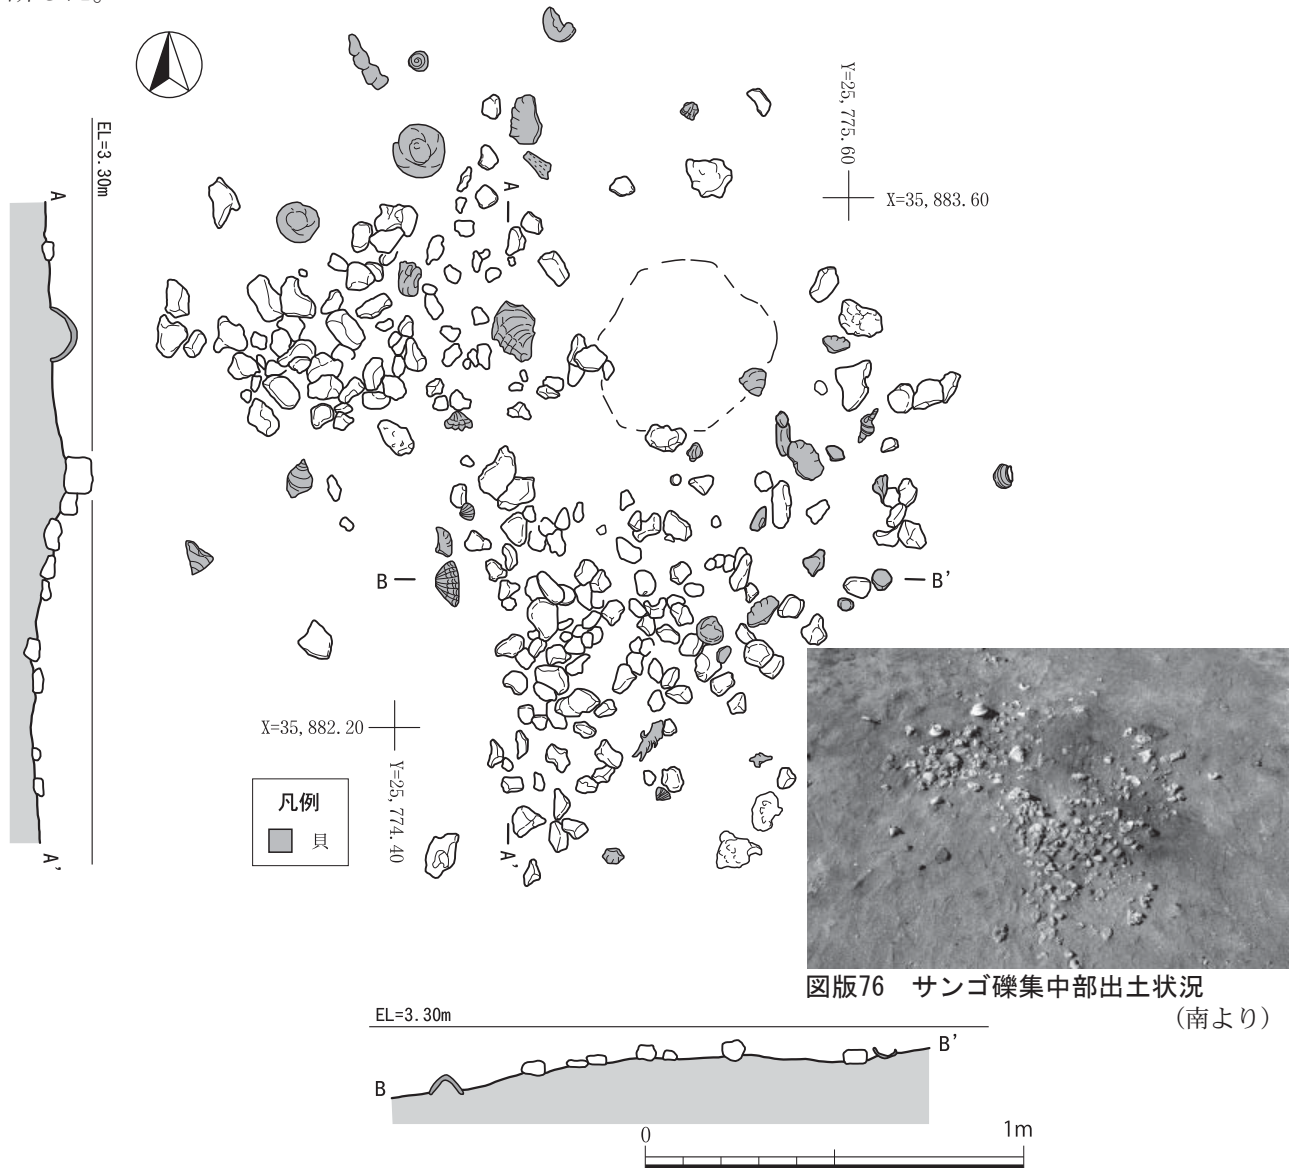 Y=25,775.60
EL=3.30m
A
A
X=35,883.60
B
B'
X=35,882.20
凡例
貝
Y=25,774.40
A'
A'
図版76　サンゴ礫集中部出土状況
（南より）
EL=3.30m
B
B'
0
1m